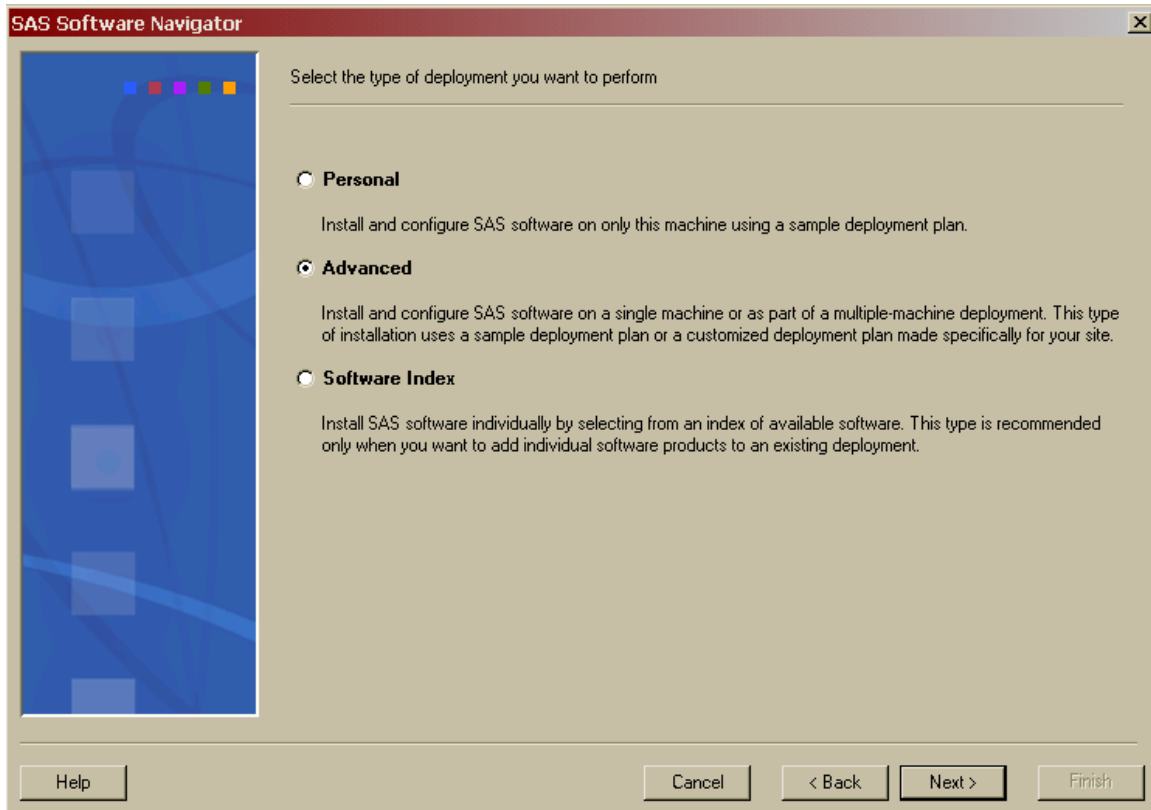 SAS Software Navigator
Select the type of deployment you want to perform
Personal
Install and configure SAS software on only this machine using a sample deployment plan.
Advanced
Install and configure SAS software on a single machine or as part of a multiple-machine deployment. This type
of installation uses a sample deployment plan or a customized deployment plan made specifically for your site.
Software Index
Install SAS software individually by selecting from an index of available software. This type is recommended
only when you want to add individual software products to an existing deployment.
Help
Cancel
< Back
Next >
Finish